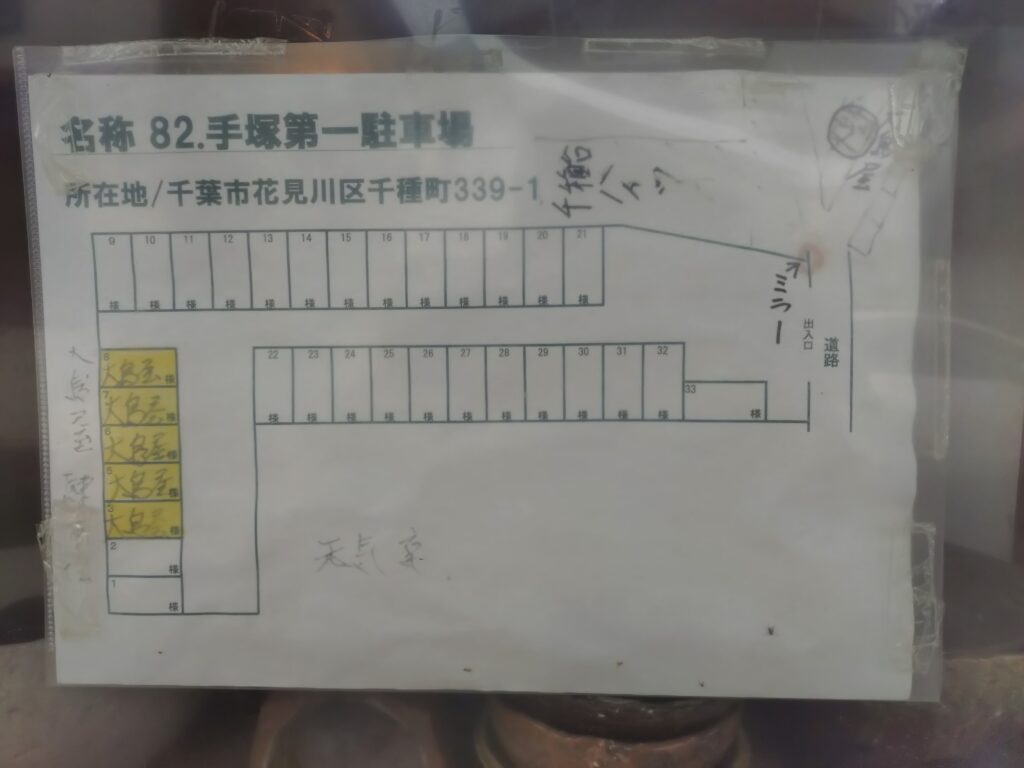 名称 82.手塚第一駐車場
所在地/千葉市花見川区千種町339-1
千種
ハイツ
9 10 11 12 13 14 15 16 17 18 19 20 21
様 様 様 様 様 様 様 様 様 様 様 様 様
ミラー
出入口
道路
22 23 24 25 26 27 28 29 30 31 32
様 様 様 様 様 様 様 様 様 様 様
33
様
8
大島屋 様
7
大島屋 様
6
大島屋 様
5
大島屋 様
大島屋 様
2
様
1
様